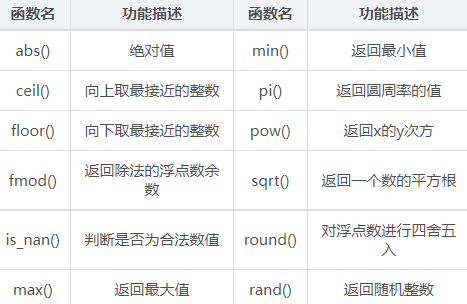 函数名 功能描述 函数名 功能描述
abs() 绝对值 min() 返回最小值
ceil() 向上取最接近的整数 pi() 返回圆周率的值
floor() 向下取最接近的整数 pow() 返回x的y次方
fmod() 返回除法的浮点数余数 sqrt() 返回一个数的平方根
is_nan() 判断是否为合法数值 round() 对浮点数进行四舍五入
max() 返回最大值 rand() 返回随机整数